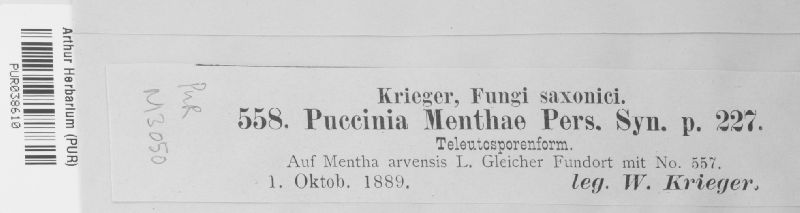 Arthur Herbarium (PUR)
PUR038610
PUR
N3050
Krieger, Fungi saxonici.
558. Puccinia Menthae Pers. Syn. p. 227.
Teleutosporenform.
Auf Mentha arvensis L. Gleicher Fundort mit No. 557.
1. Oktob. 1889. leg. W. Krieger.